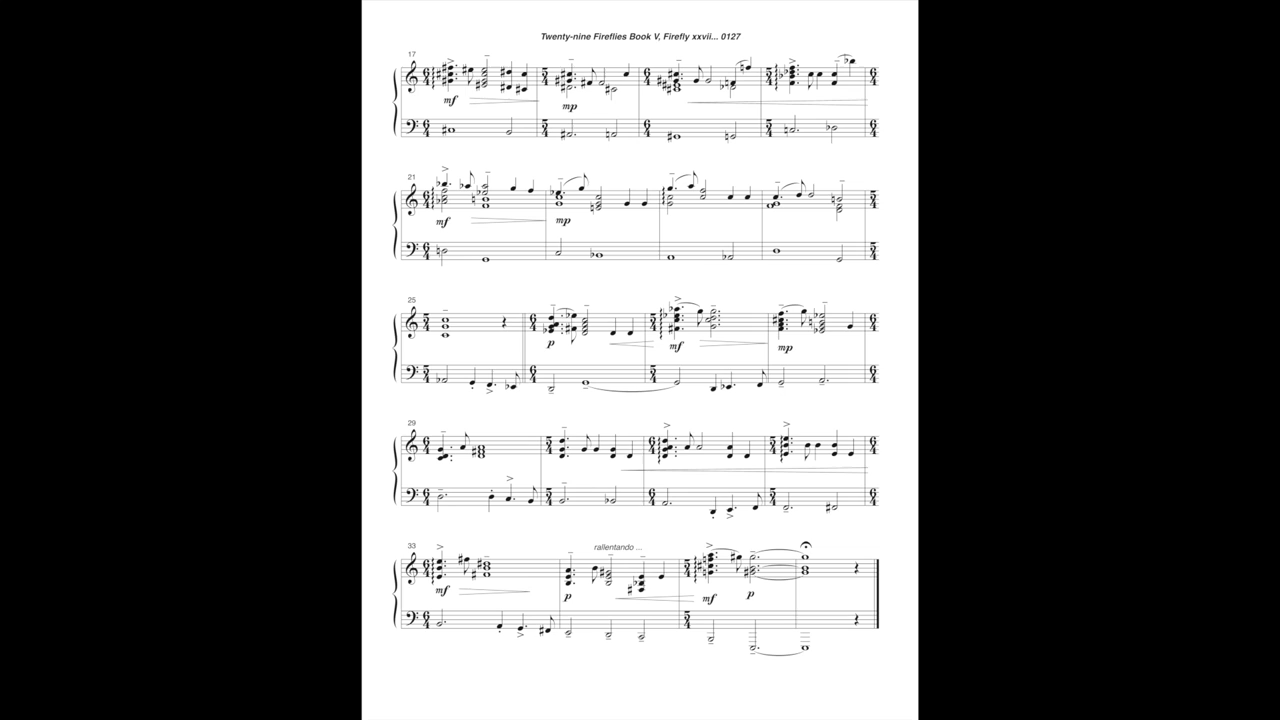 Twenty-nine Fireflies Book V, Firefly xxvii... 0127
17
mf
mp
21
mf
mp
25
p
mf
mp
29
33
rallentando ...
mf
p
mf
p